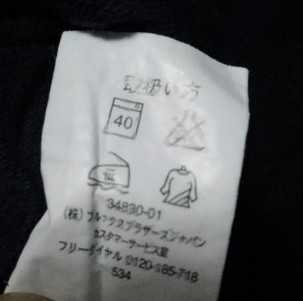 取扱い方
40
34830-01
(株) ブルックスブラザーズジャパン
カスタマーサービス室
フリーダイヤル 0120-185-718
534